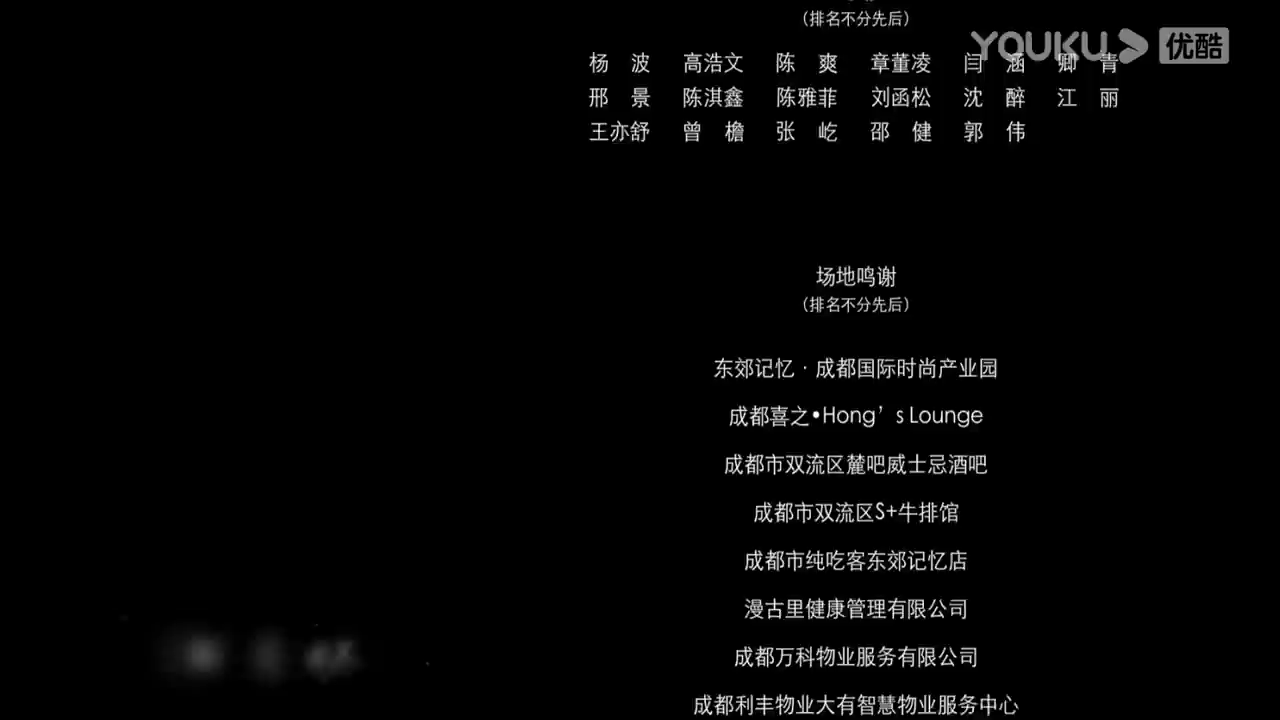 (排名不分先后)
YOUKU 优酷
杨 波 高浩文 陈 爽 章董凌 闫 涵 卿 青
邢 景 陈淇鑫 陈雅菲 刘函松 沈 醉 江 丽
王亦舒 曾 檐 张 屹 邵 健 郭 伟
场地鸣谢
(排名不分先后)
东郊记忆·成都国际时尚产业园
成都喜之•Hong’s Lounge
成都市双流区麓吧威士忌酒吧
成都市双流区S+牛排馆
成都市纯吃客东郊记忆店
漫古里健康管理有限公司
成都万科物业服务有限公司
成都利丰物业大有智慧物业服务中心